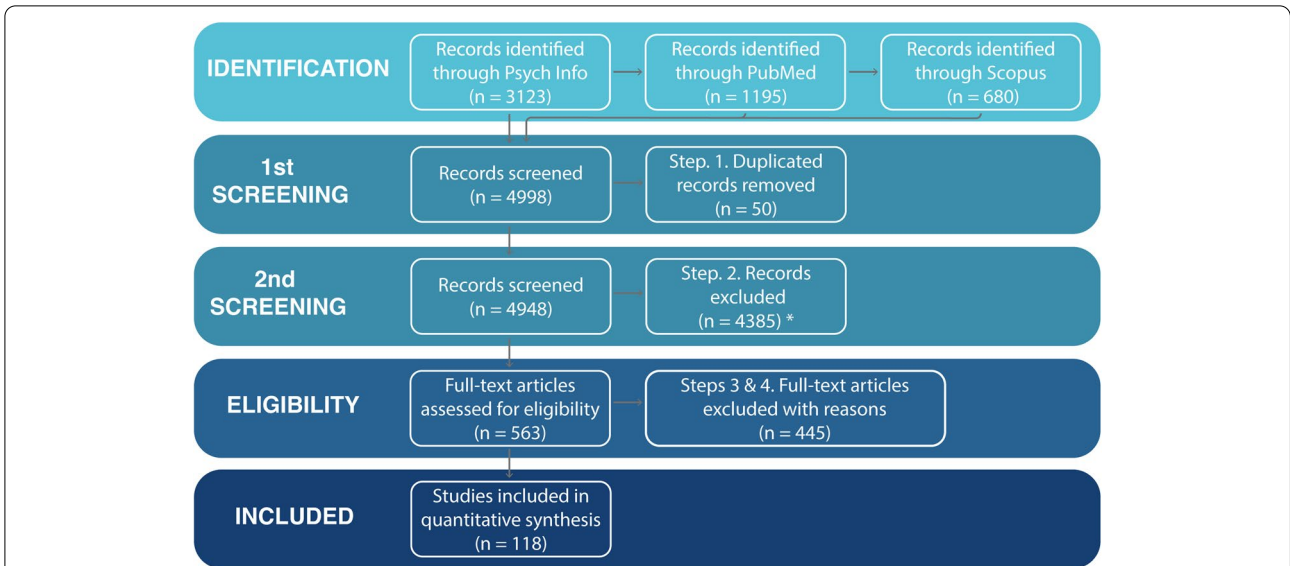 IDENTIFICATION
Records identified
through Psych Info
(n = 3123)
Records identified
through PubMed
(n = 1195)
Records identified
through Scopus
(n = 680)
1st
SCREENING
Records screened
(n = 4998)
Step. 1. Duplicated
records removed
(n = 50)
2nd
SCREENING
Records screened
(n = 4948)
Step. 2. Records
excluded
(n = 4385) *
ELIGIBILITY
Full-text articles
assessed for eligibility
(n = 563)
Steps 3 & 4. Full-text articles
excluded with reasons
(n = 445)
INCLUDED
Studies included in
quantitative synthesis
(n = 118)